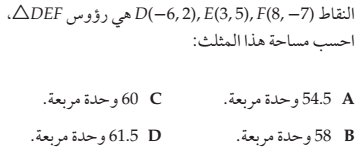 النقاط D(−6, 2), E(3, 5), F(8, −7) هي رؤوس △DEF،
احسب مساحة هذا المثلث:
A 54.5 وحدة مربعة. C 60 وحدة مربعة.
B 58 وحدة مربعة. D 61.5 وحدة مربعة.